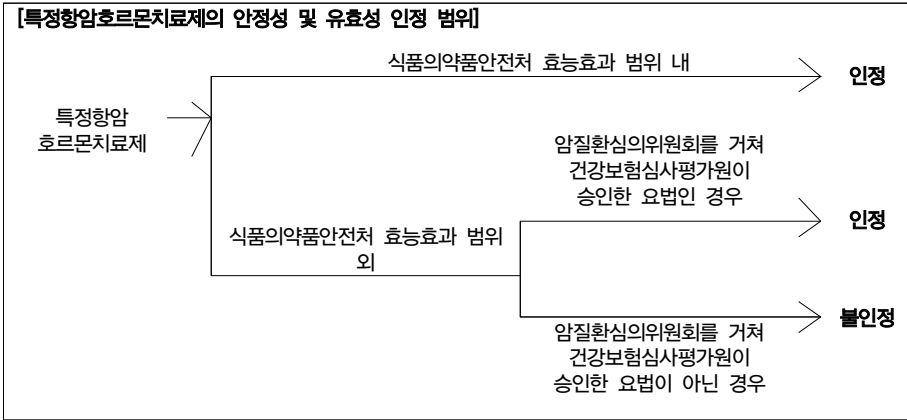 [특정항암호르몬치료제의 안정성 및 유효성 인정 범위]
식품의약품안전처 효능효과 범위 내
인정
특정항암
호르몬치료제
암질환심의위원회를 거쳐
건강보험심사평가원이
승인한 요법인 경우
인정
식품의약품안전처 효능효과 범위
외
불인정
암질환심의위원회를 거쳐
건강보험심사평가원이
승인한 요법이 아닌 경우